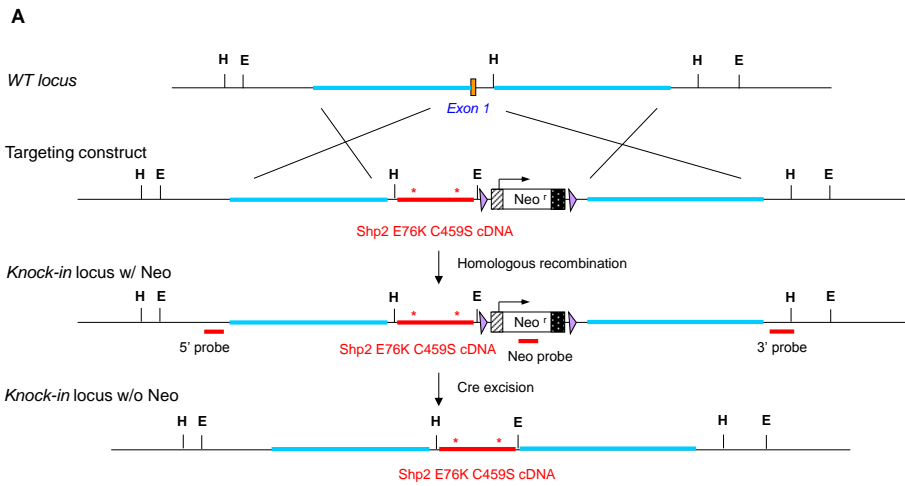 A
H E H H E
WT locus
Exon 1
Targeting construct
H E H E H E
* *
Neo r
Shp2 E76K C459S cDNA
Homologous recombination
Knock-in locus w/ Neo
H E H E H E
* *
Neo r
5’ probe Shp2 E76K C459S cDNA Neo probe 3’ probe
Cre excision
Knock-in locus w/o Neo
H E H E H E
* *
Shp2 E76K C459S cDNA